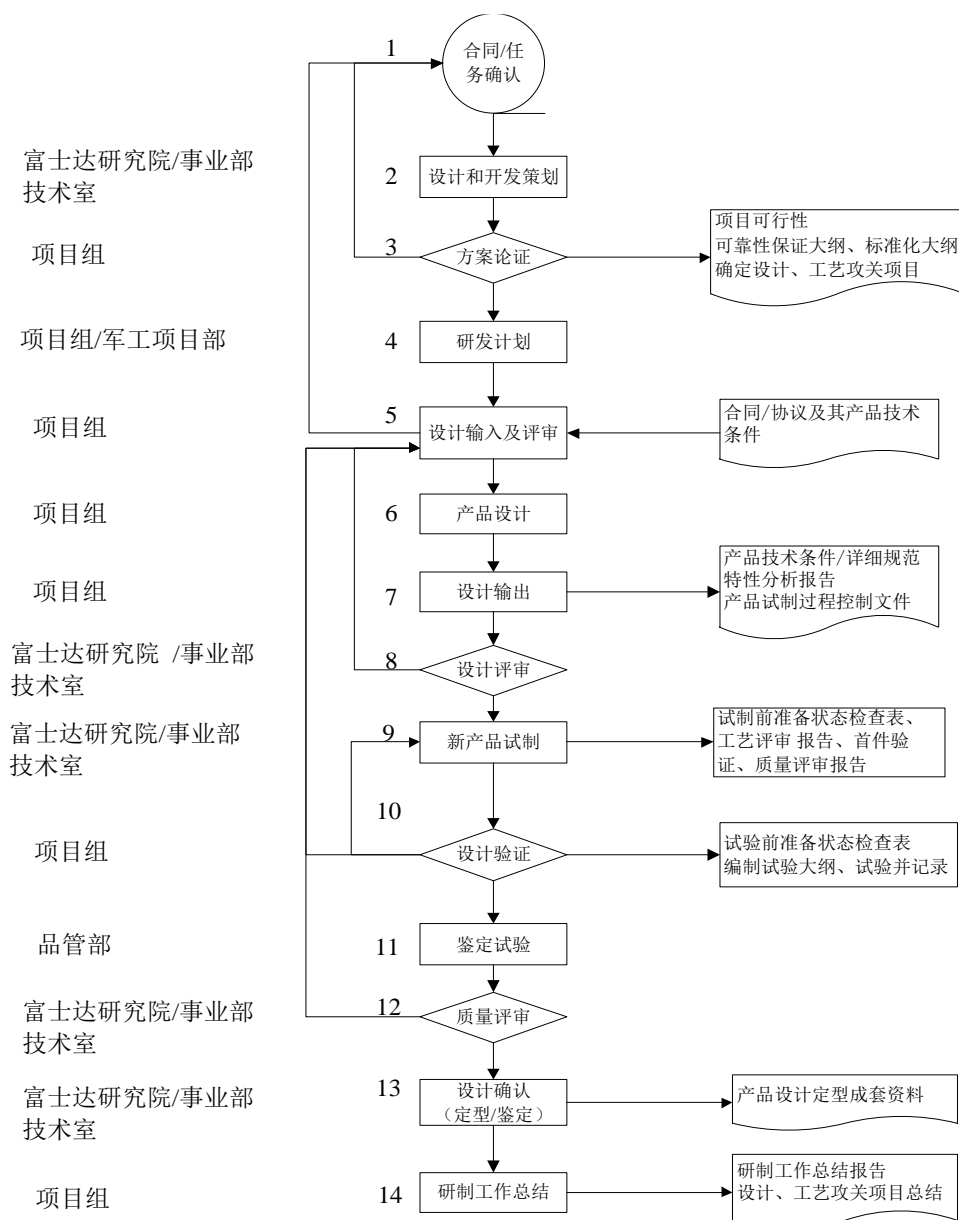 1
合同/任
务确认
富士达研究院/事业部
技术室
2
设计和开发策划
项目组
3
方案论证
项目可行性
可靠性保证大纲、标准化大纲
确定设计、工艺攻关项目
项目组/军工项目部
4
研发计划
项目组
5
设计输入及评审
合同/协议及其产品技术
条件
项目组
6
产品设计
项目组
7
设计输出
产品技术条件/详细规范
特性分析报告
产品试制过程控制文件
富士达研究院 /事业部
技术室
8
设计评审
富士达研究院/事业部
技术室
9
新产品试制
试制前准备状态检查表、
工艺评审 报告、首件验
证、质量评审报告
项目组
10
设计验证
试验前准备状态检查表
编制试验大纲、试验并记录
品管部
11
鉴定试验
富士达研究院/事业部
技术室
12
质量评审
富士达研究院/事业部
技术室
13
设计确认
（定型/鉴定）
产品设计定型成套资料
项目组
14
研制工作总结
研制工作总结报告
设计、工艺攻关项目总结